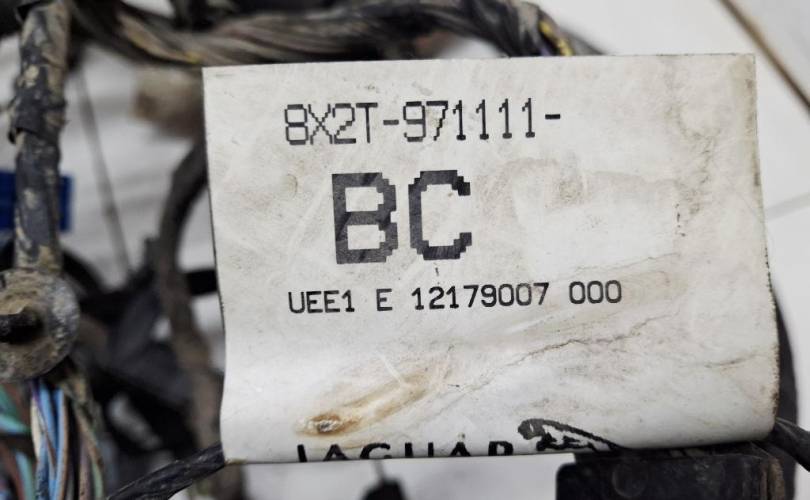 8X2T-971111-
BC
UEE1 E 12179007 000
JAGUAR